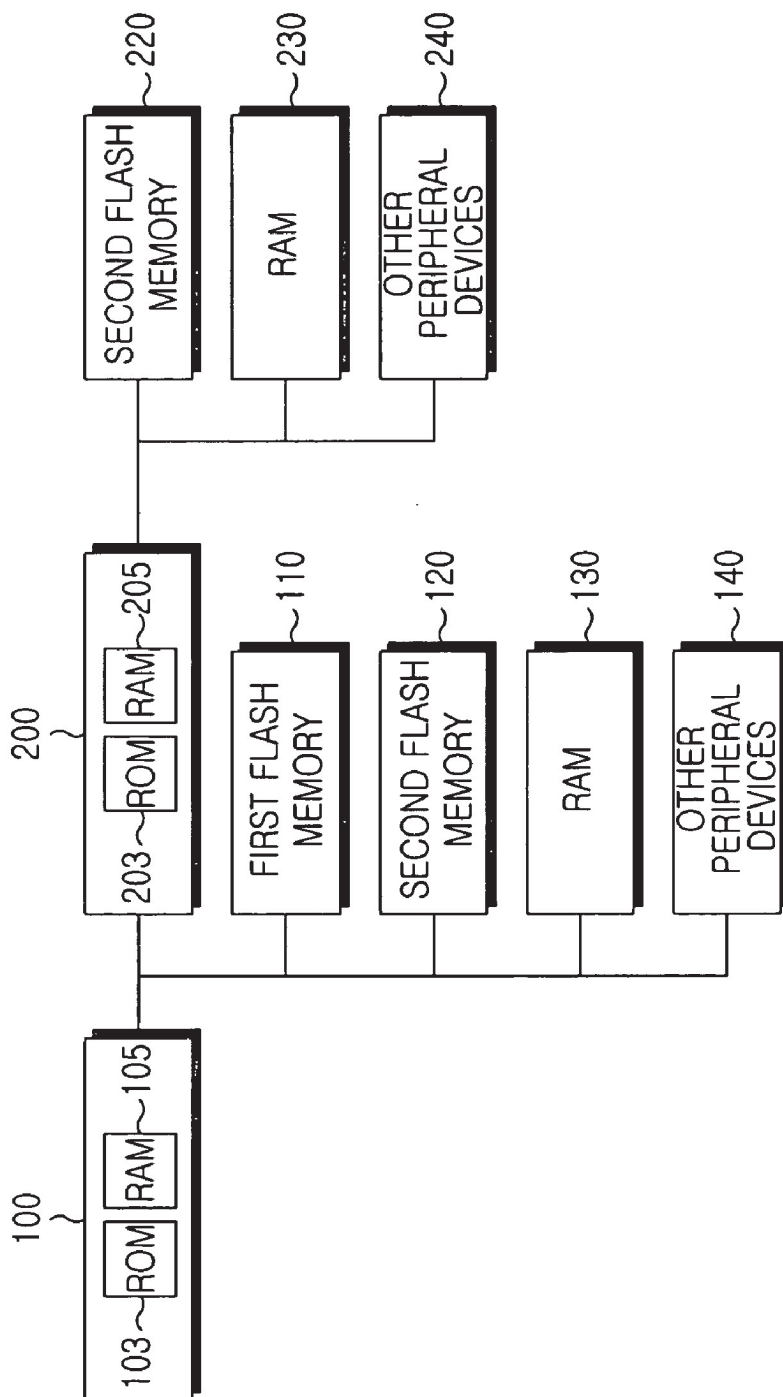 100
103
ROM
RAM
105
200
203
ROM
RAM
205
FIRST FLASH
MEMORY
110
SECOND FLASH
MEMORY
120
RAM
130
OTHER
PERIPHERAL
DEVICES
140
SECOND FLASH
MEMORY
220
RAM
230
OTHER
PERIPHERAL
DEVICES
240